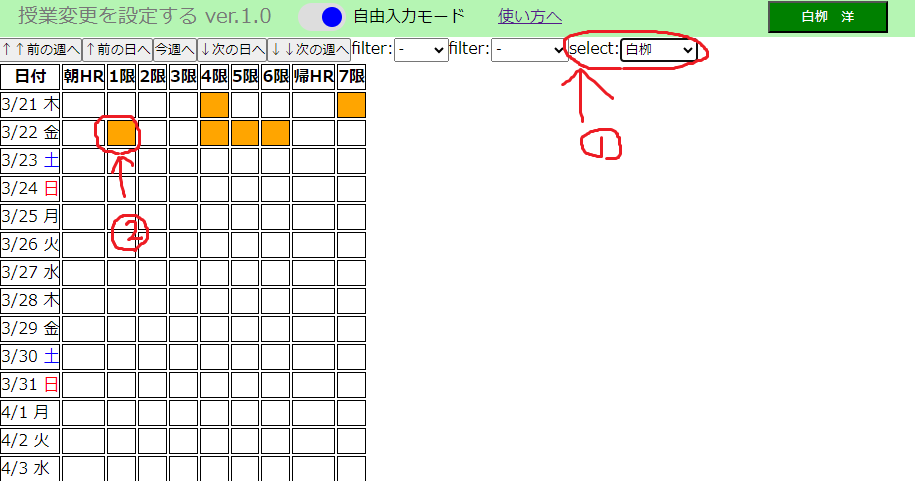 授業変更を設定する ver.1.0 自由入力モード 使い方へ 白栁　洋
↑↑前の週へ ↑前の日へ 今週へ ↓次の日へ ↓↓次の週へ filter: - filter: - select: 白栁
①
日付 朝HR 1限 2限 3限 4限 5限 6限 帰HR 7限
3/21 木
3/22 金
3/23 土
3/24 日
3/25 月
②
3/26 火
3/27 水
3/28 木
3/29 金
3/30 土
3/31 日
4/1 月
4/2 火
4/3 水